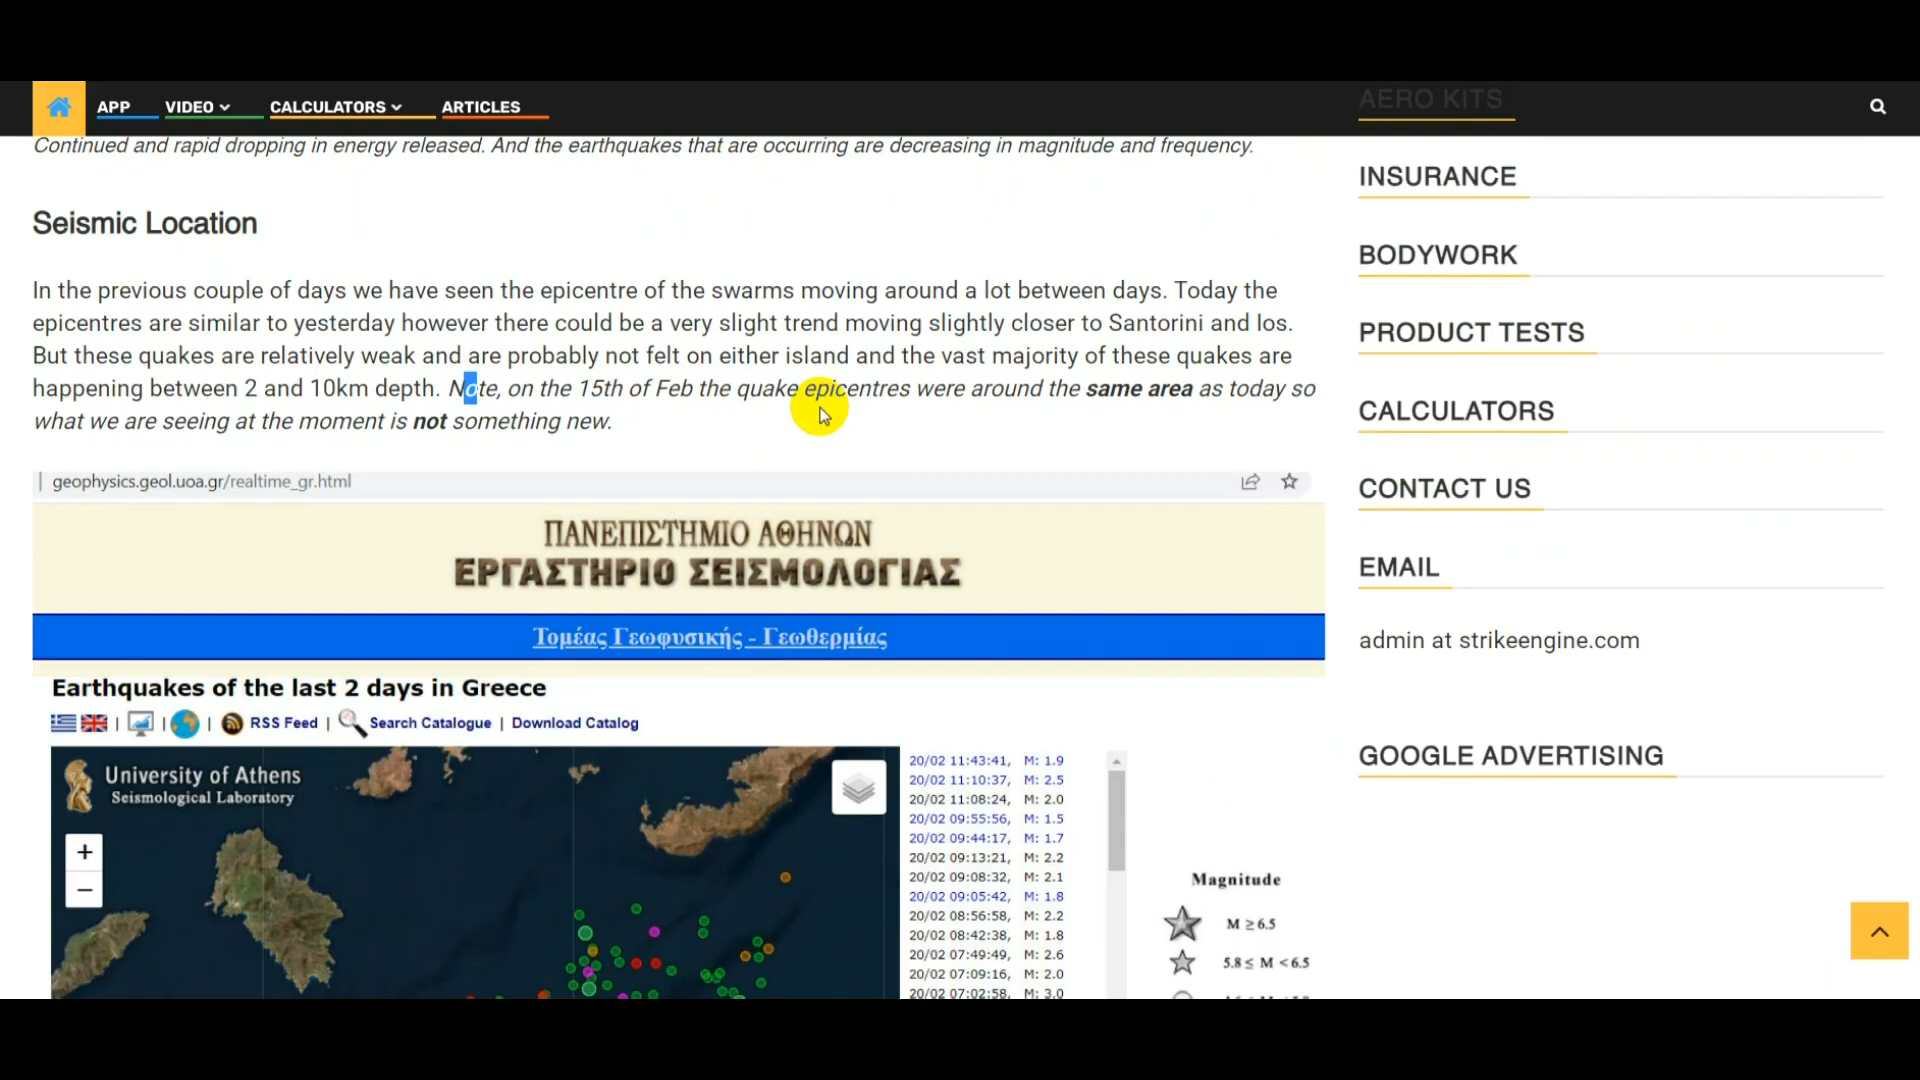 APP VIDEO CALCULATORS ARTICLES
Continued and rapid dropping in energy released. And the earthquakes that are occurring are decreasing in magnitude and frequency.
Seismic Location
In the previous couple of days we have seen the epicentre of the swarms moving around a lot between days. Today the
epicentres are similar to yesterday however there could be a very slight trend moving slightly closer to Santorini and Ios.
But these quakes are relatively weak and are probably not felt on either island and the vast majority of these quakes are
happening between 2 and 10km depth. Note, on the 15th of Feb the quake epicentres were around the same area as today so
what we are seeing at the moment is not something new.
geophysics.geol.uoa.gr/realtime_gr.html
ΠΑΝΕΠΙΣΤΗΜΙΟ ΑΘΗΝΩΝ
ΕΡΓΑΣΤΗΡΙΟ ΣΕΙΣΜΟΛΟΓΙΑΣ
Τομέας Γεωφυσικής - Γεωθερμίας
Earthquakes of the last 2 days in Greece
| | | RSS Feed | Search Catalogue | Download Catalog
University of Athens
Seismological Laboratory
+
−
20/02 11:43:41, M: 1.9
20/02 11:10:37, M: 2.5
20/02 11:08:24, M: 2.0
20/02 09:55:56, M: 1.5
20/02 09:44:17, M: 1.7
20/02 09:13:21, M: 2.2
20/02 09:08:32, M: 2.1
20/02 09:05:42, M: 1.8
20/02 08:56:58, M: 2.2
20/02 08:42:38, M: 1.8
20/02 07:49:49, M: 2.6
20/02 07:09:16, M: 2.0
20/02 07:02:58, M: 3.0
Magnitude
M ≥ 6.5
5.8 ≤ M < 6.5
AERO KITS
INSURANCE
BODYWORK
PRODUCT TESTS
CALCULATORS
CONTACT US
EMAIL
admin at strikeengine.com
GOOGLE ADVERTISING